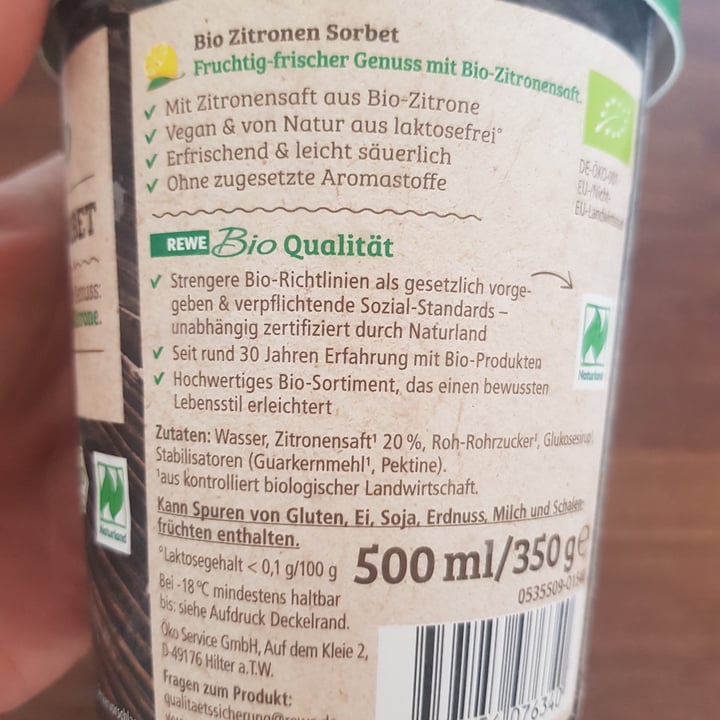 Bio Zitronen Sorbet
Fruchtig-frischer Genuss mit Bio-Zitronensaft.
✓ Mit Zitronensaft aus Bio-Zitrone
✓ Vegan & von Natur aus laktosefrei°
✓ Erfrischend & leicht säuerlich
✓ Ohne zugesetzte Aromastoffe
DE-ÖKO-001
EU-/Nicht-
REWE Bio Qualität
✓ Strengere Bio-Richtlinien als gesetzlich vorge-
geben & verpflichtende Sozial-Standards –
unabhängig zertifiziert durch Naturland
✓ Seit rund 30 Jahren Erfahrung mit Bio-Produkten
✓ Hochwertiges Bio-Sortiment, das einen bewussten
Lebensstil erleichtert
Naturland
Zutaten: Wasser, Zitronensaft¹ 20 %, Roh-Rohrzucker¹, Glukosesirup¹,
Stabilisatoren (Guarkernmehl¹, Pektine).
¹aus kontrolliert biologischer Landwirtschaft.
Kann Spuren von Gluten, Ei, Soja, Erdnuss, Milch und Schalen-
früchten enthalten.
°Laktosegehalt < 0,1 g/100 g
500 ml/350 g e
Bei -18 °C mindestens haltbar
bis: siehe Aufdruck Deckelrand.
Öko Service GmbH, Auf dem Kleie 2,
D-49176 Hilter a.T.W.
Fragen zum Produkt:
Naturland